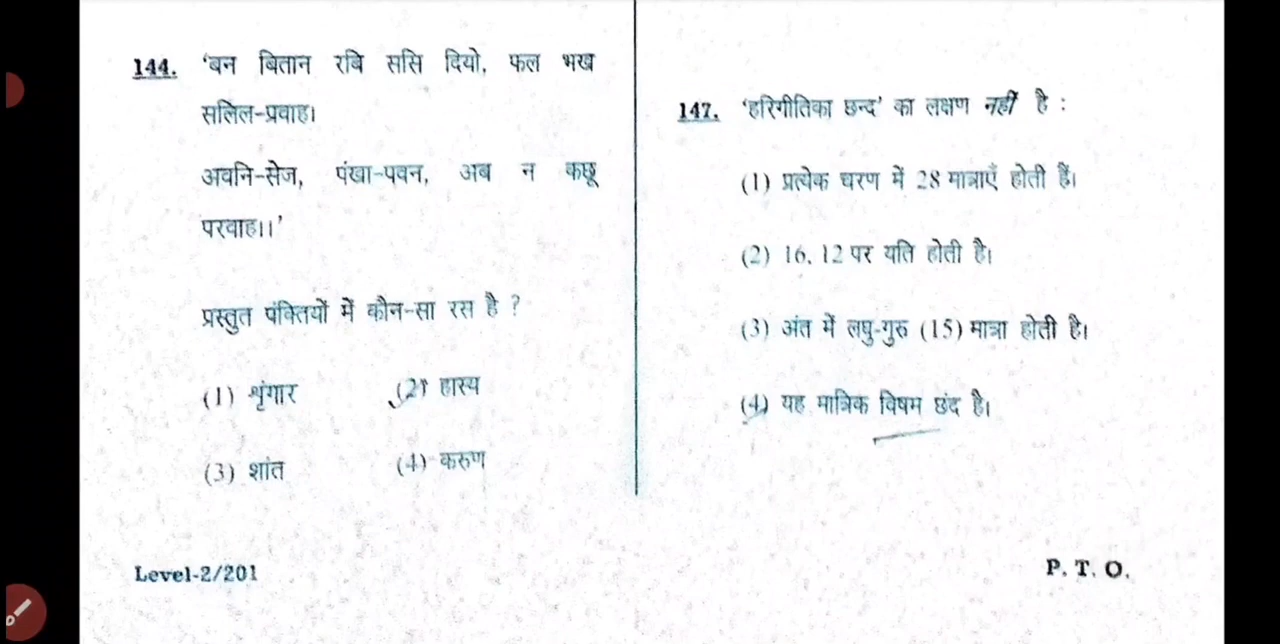 144. 'बन बितान रबि ससि दियो, फल भख
सलिल-प्रवाह।
अवनि-सेज, पंखा-पवन, अब न कछू
परवाह।।'
प्रस्तुत पंक्तियों में कौन-सा रस है ?
(1) शृंगार (2) हास्य
(3) शांत (4) करुण
Level-2/201
147. 'हरिगीतिका छन्द' का लक्षण नहीं है :
(1) प्रत्येक चरण में 28 मात्राएँ होती हैं।
(2) 16, 12 पर यति होती है।
(3) अंत में लघु-गुरु (15) मात्रा होती है।
(4) यह मात्रिक विषम छंद है।
P. T. O.